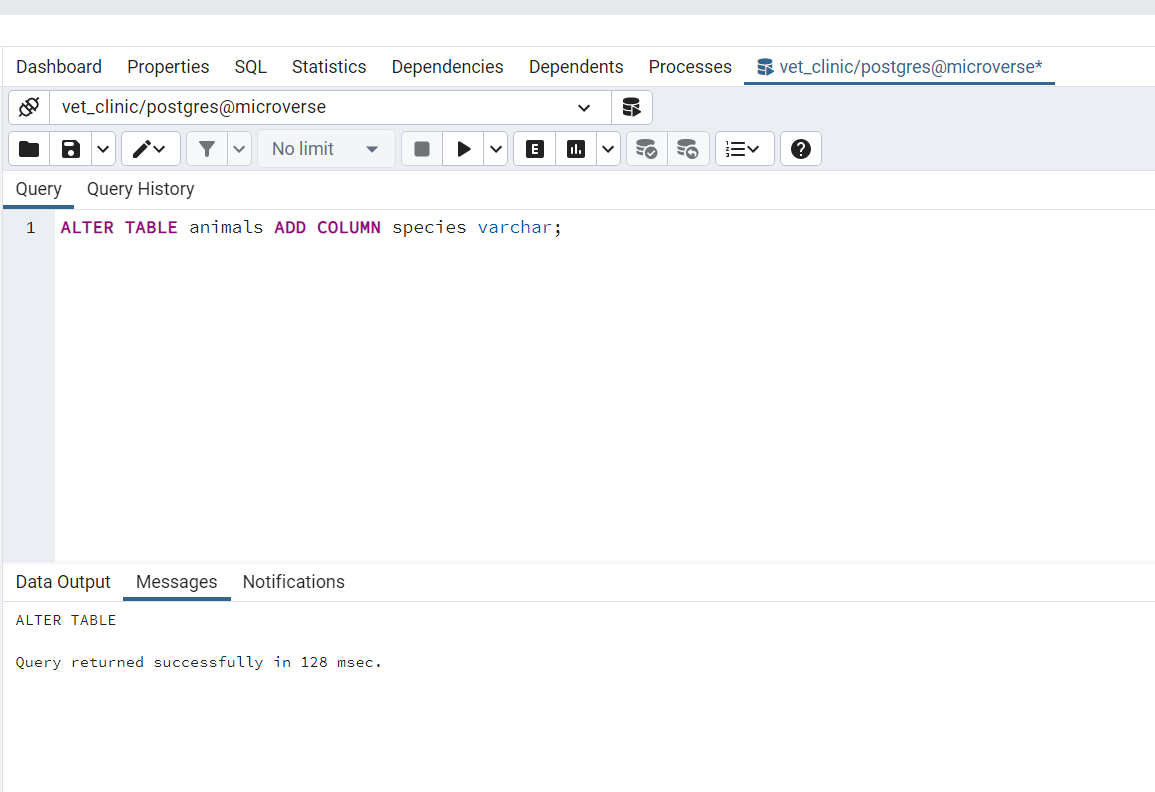 Dashboard Properties SQL Statistics Dependencies Dependents Processes vet_clinic/postgres@microverse*
vet_clinic/postgres@microverse
No limit E ?
Query Query History
1 ALTER TABLE animals ADD COLUMN species varchar;
Data Output Messages Notifications
ALTER TABLE
Query returned successfully in 128 msec.